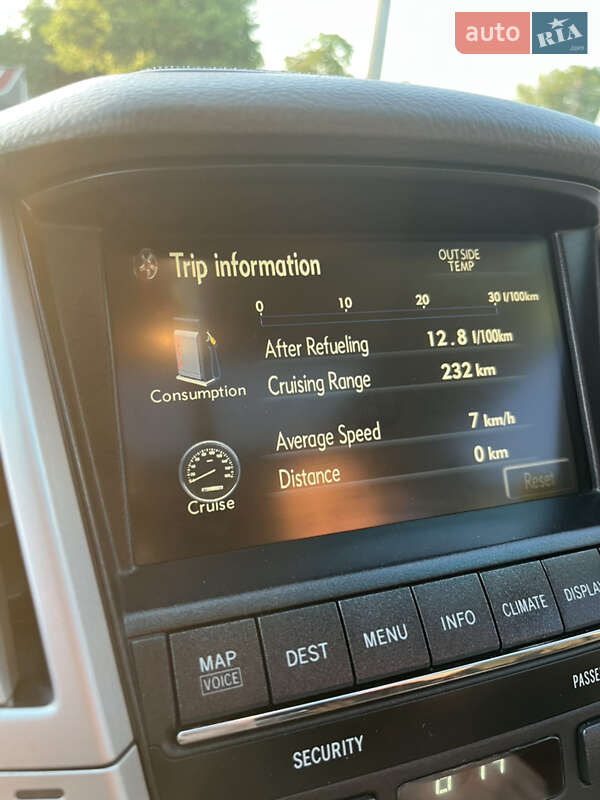 auto RIA .com
Trip information
OUTSIDE
TEMP
0 10 20 30 l/100km
After Refueling 12.8 l/100km
Cruising Range 232 km
Consumption
Average Speed 7 km/h
Distance 0 km
Reset
Cruise
MAP
VOICE
DEST
MENU
INFO
CLIMATE
DISPLAY
PASSE
SECURITY